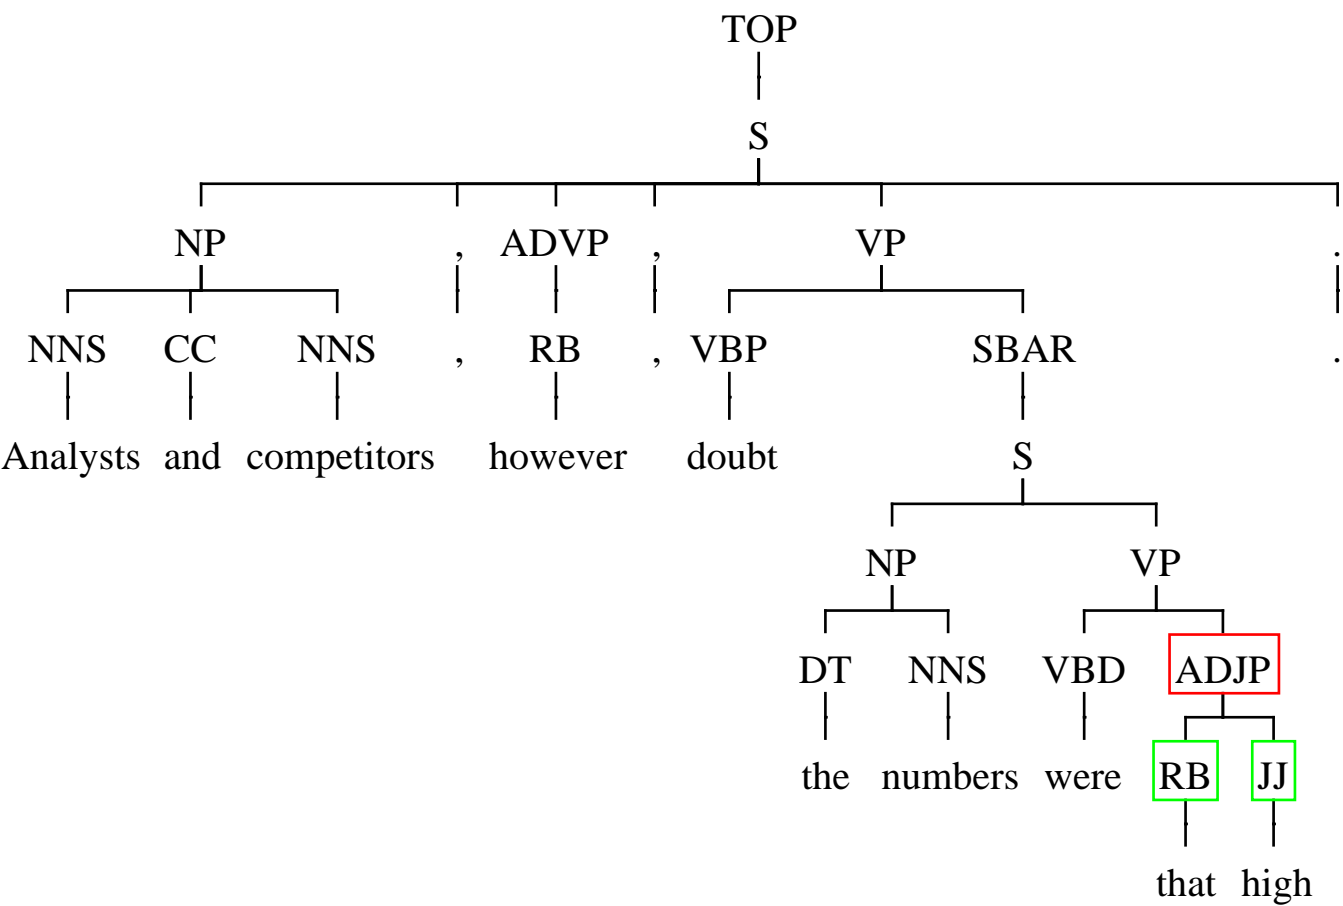 TOP
S
NP , ADVP , VP .
NNS CC NNS , RB , VBP SBAR .
Analysts and competitors however doubt S
NP VP
DT NNS VBD ADJP
the numbers were RB JJ
that high